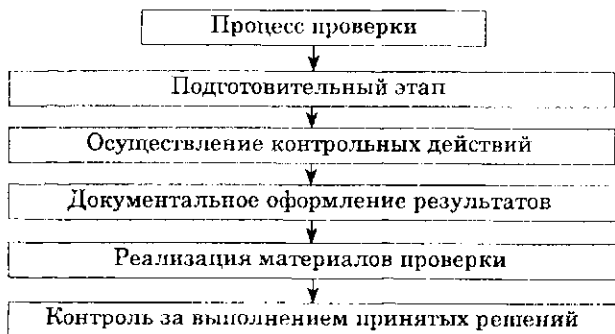 Процесс проверки
Подготовительный этап
Осуществление контрольных действий
Документальное оформление результатов
Реализация материалов проверки
Контроль за выполнением принятых решений